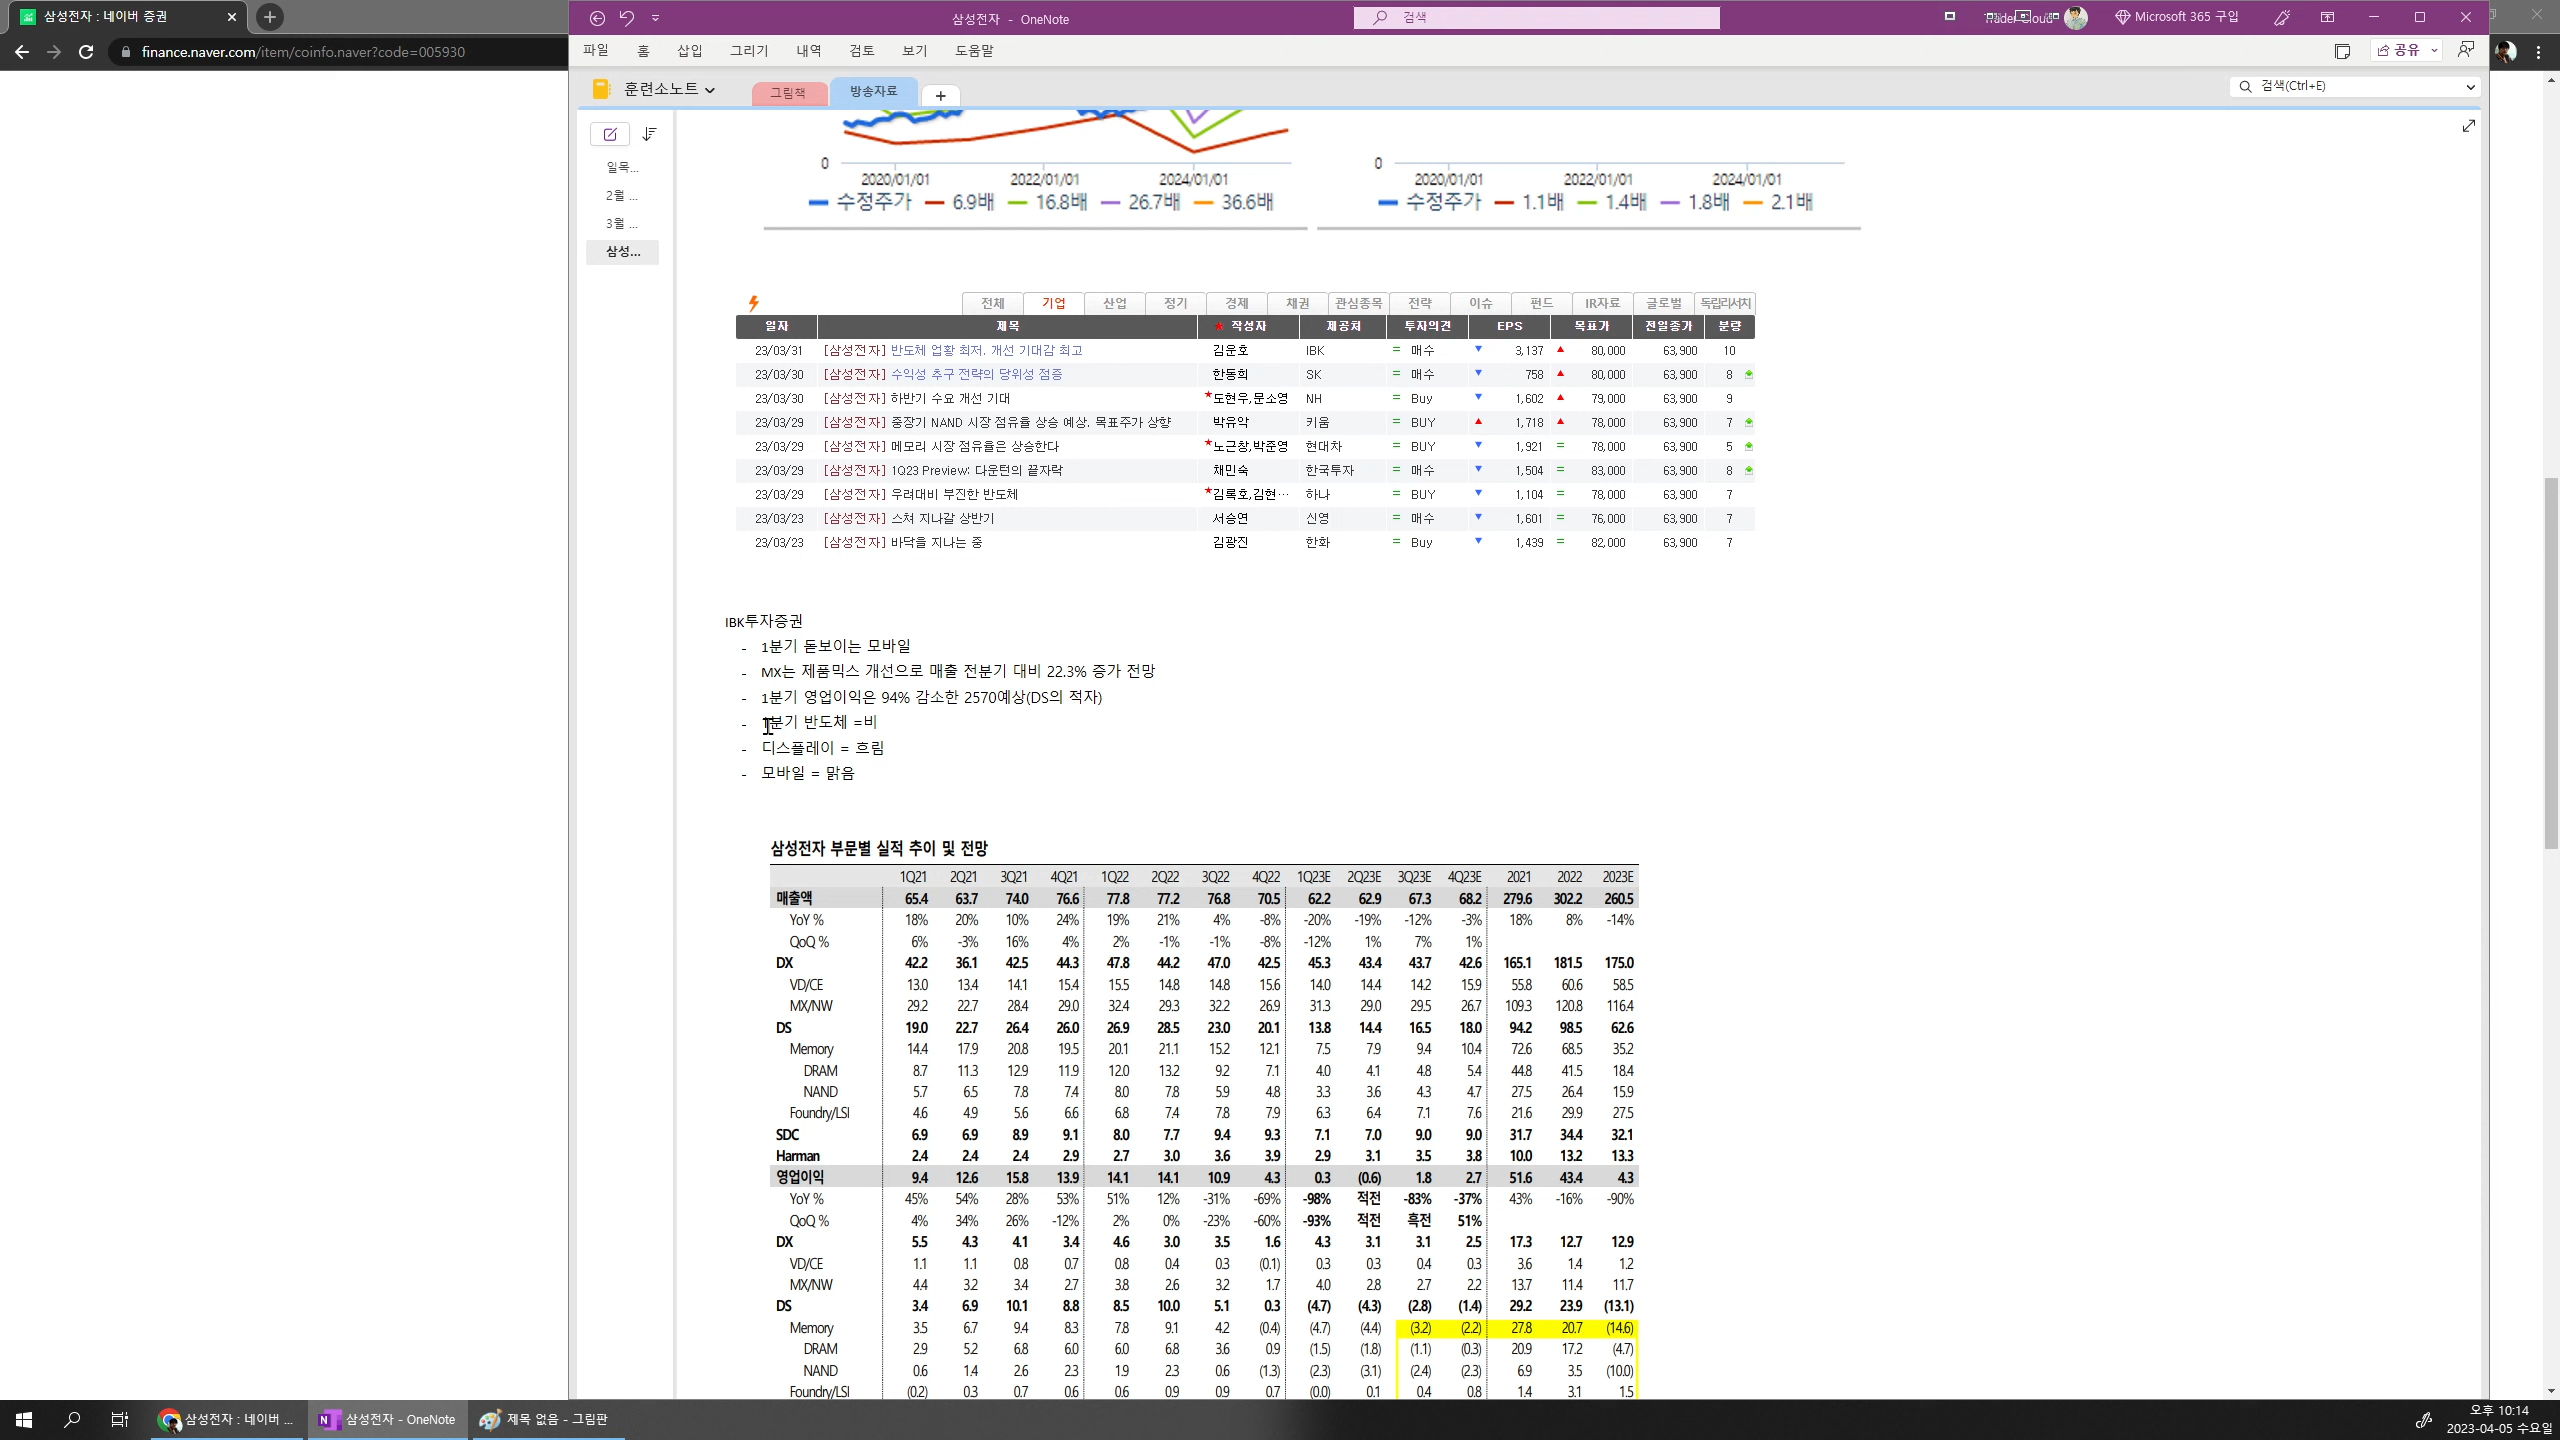 삼성전자 : 네이버 증권
삼성전자 - OneNote
검색
Microsoft 365 구입
finance.naver.com/item/coinfo.naver?code=005930
파일 홈 삽입 그리기 내역 검토 보기 도움말
공유
훈련소노트 그림책 방송자료 +
검색(Ctrl+E)
일목...
2월 ...
3월 ...
삼성...
0 0
2020/01/01 2022/01/01 2024/01/01 2020/01/01 2022/01/01 2024/01/01
수정주가 6.9배 16.8배 26.7배 36.6배 수정주가 1.1배 1.4배 1.8배 2.1배
전체 기업 산업 정기 경제 채권 관심종목 전략 이슈 펀드 IR자료 글로벌 독립리서치
일자 제목 ★ 작성자 제공처 투자의견 EPS 목표가 전일종가 분량
23/03/31 [삼성전자] 반도체 업황 최저, 개선 기대감 최고 김운호 IBK = 매수 ▼ 3,137 ▲ 80,000 63,900 10
23/03/30 [삼성전자] 수익성 추구 전략의 당위성 점증 한동희 SK = 매수 ▼ 758 ▲ 80,000 63,900 8
23/03/30 [삼성전자] 하반기 수요 개선 기대 ★도현우,문소영 NH = Buy ▼ 1,602 ▲ 79,000 63,900 9
23/03/29 [삼성전자] 중장기 NAND 시장 점유율 상승 예상. 목표주가 상향 박유악 키움 = BUY ▲ 1,718 ▲ 78,000 63,900 7
23/03/29 [삼성전자] 메모리 시장 점유율은 상승한다 ★노근창,박준영 현대차 = BUY ▼ 1,921 = 78,000 63,900 5
23/03/29 [삼성전자] 1Q23 Preview: 다운턴의 끝자락 채민숙 한국투자 = 매수 ▼ 1,504 = 83,000 63,900 8
23/03/29 [삼성전자] 우려대비 부진한 반도체 ★김록호,김현… 하나 = BUY ▼ 1,104 = 78,000 63,900 7
23/03/23 [삼성전자] 스쳐 지나갈 상반기 서승연 신영 = 매수 ▼ 1,601 = 76,000 63,900 7
23/03/23 [삼성전자] 바닥을 지나는 중 김광진 한화 = Buy ▼ 1,439 = 82,000 63,900 7
IBK투자증권
- 1분기 돋보이는 모바일
- MX는 제품믹스 개선으로 매출 전분기 대비 22.3% 증가 전망
- 1분기 영업이익은 94% 감소한 2570예상(DS의 적자)
- 1분기 반도체 =비
- 디스플레이 = 흐림
- 모바일 = 맑음
삼성전자 부문별 실적 추이 및 전망
1Q21 2Q21 3Q21 4Q21 1Q22 2Q22 3Q22 4Q22 1Q23E 2Q23E 3Q23E 4Q23E 2021 2022 2023E
매출액 65.4 63.7 74.0 76.6 77.8 77.2 76.8 70.5 62.2 62.9 67.3 68.2 279.6 302.2 260.5
YoY % 18% 20% 10% 24% 19% 21% 4% -8% -20% -19% -12% -3% 18% 8% -14%
QoQ % 6% -3% 16% 4% 2% -1% -1% -8% -12% 1% 7% 1%
DX 42.2 36.1 42.5 44.3 47.8 44.2 47.0 42.5 45.3 43.4 43.7 42.6 165.1 181.5 175.0
VD/CE 13.0 13.4 14.1 15.4 15.5 14.8 14.8 15.6 14.0 14.4 14.2 15.9 55.8 60.6 58.5
MX/NW 29.2 22.7 28.4 29.0 32.4 29.3 32.2 26.9 31.3 29.0 29.5 26.7 109.3 120.8 116.4
DS 19.0 22.7 26.4 26.0 26.9 28.5 23.0 20.1 13.8 14.4 16.5 18.0 94.2 98.5 62.6
Memory 14.4 17.9 20.8 19.5 20.1 21.1 15.2 12.1 7.5 7.9 9.4 10.4 72.6 68.5 35.2
DRAM 8.7 11.3 12.9 11.9 12.0 13.2 9.2 7.1 4.0 4.1 4.8 5.4 44.8 41.5 18.4
NAND 5.7 6.5 7.8 7.4 8.0 7.8 5.9 4.8 3.3 3.6 4.3 4.7 27.5 26.4 15.9
Foundry/LSI 4.6 4.9 5.6 6.6 6.8 7.4 7.8 7.9 6.3 6.4 7.1 7.6 21.6 29.9 27.5
SDC 6.9 6.9 8.9 9.1 8.0 7.7 9.4 9.3 7.1 7.0 9.0 9.0 31.7 34.4 32.1
Harman 2.4 2.4 2.4 2.9 2.7 3.0 3.6 3.9 2.9 3.1 3.5 3.8 10.0 13.2 13.3
영업이익 9.4 12.6 15.8 13.9 14.1 14.1 10.9 4.3 0.3 (0.6) 1.8 2.7 51.6 43.4 4.3
YoY % 45% 54% 28% 53% 51% 12% -31% -69% -98% 적전 -83% -37% 43% -16% -90%
QoQ % 4% 34% 26% -12% 2% 0% -23% -60% -93% 적전 흑전 51%
DX 5.5 4.3 4.1 3.4 4.6 3.0 3.5 1.6 4.3 3.1 3.1 2.5 17.3 12.7 12.9
VD/CE 1.1 1.1 0.8 0.7 0.8 0.4 0.3 (0.1) 0.3 0.3 0.4 0.3 3.6 1.4 1.2
MX/NW 4.4 3.2 3.4 2.7 3.8 2.6 3.2 1.7 4.0 2.8 2.7 2.2 13.7 11.4 11.7
DS 3.4 6.9 10.1 8.8 8.5 10.0 5.1 0.3 (4.7) (4.3) (2.8) (1.4) 29.2 23.9 (13.1)
Memory 3.5 6.7 9.4 8.3 7.8 9.1 4.2 (0.4) (4.7) (4.4) (3.2) (2.2) 27.8 20.7 (14.6)
DRAM 2.9 5.2 6.8 6.0 6.0 6.8 3.6 0.9 (1.5) (1.8) (1.1) (0.3) 20.9 17.2 (4.7)
NAND 0.6 1.4 2.6 2.3 1.9 2.3 0.6 (1.3) (2.3) (3.1) (2.4) (2.3) 6.9 3.5 (10.0)
Foundry/LSI (0.2) 0.3 0.7 0.6 0.6 0.9 0.9 0.7 (0.0) 0.1 0.4 0.8 1.4 3.1 1.5
삼성전자 : 네이버 ... 삼성전자 - OneNote 제목 없음 - 그림판
오후 10:14
2023-04-05 수요일